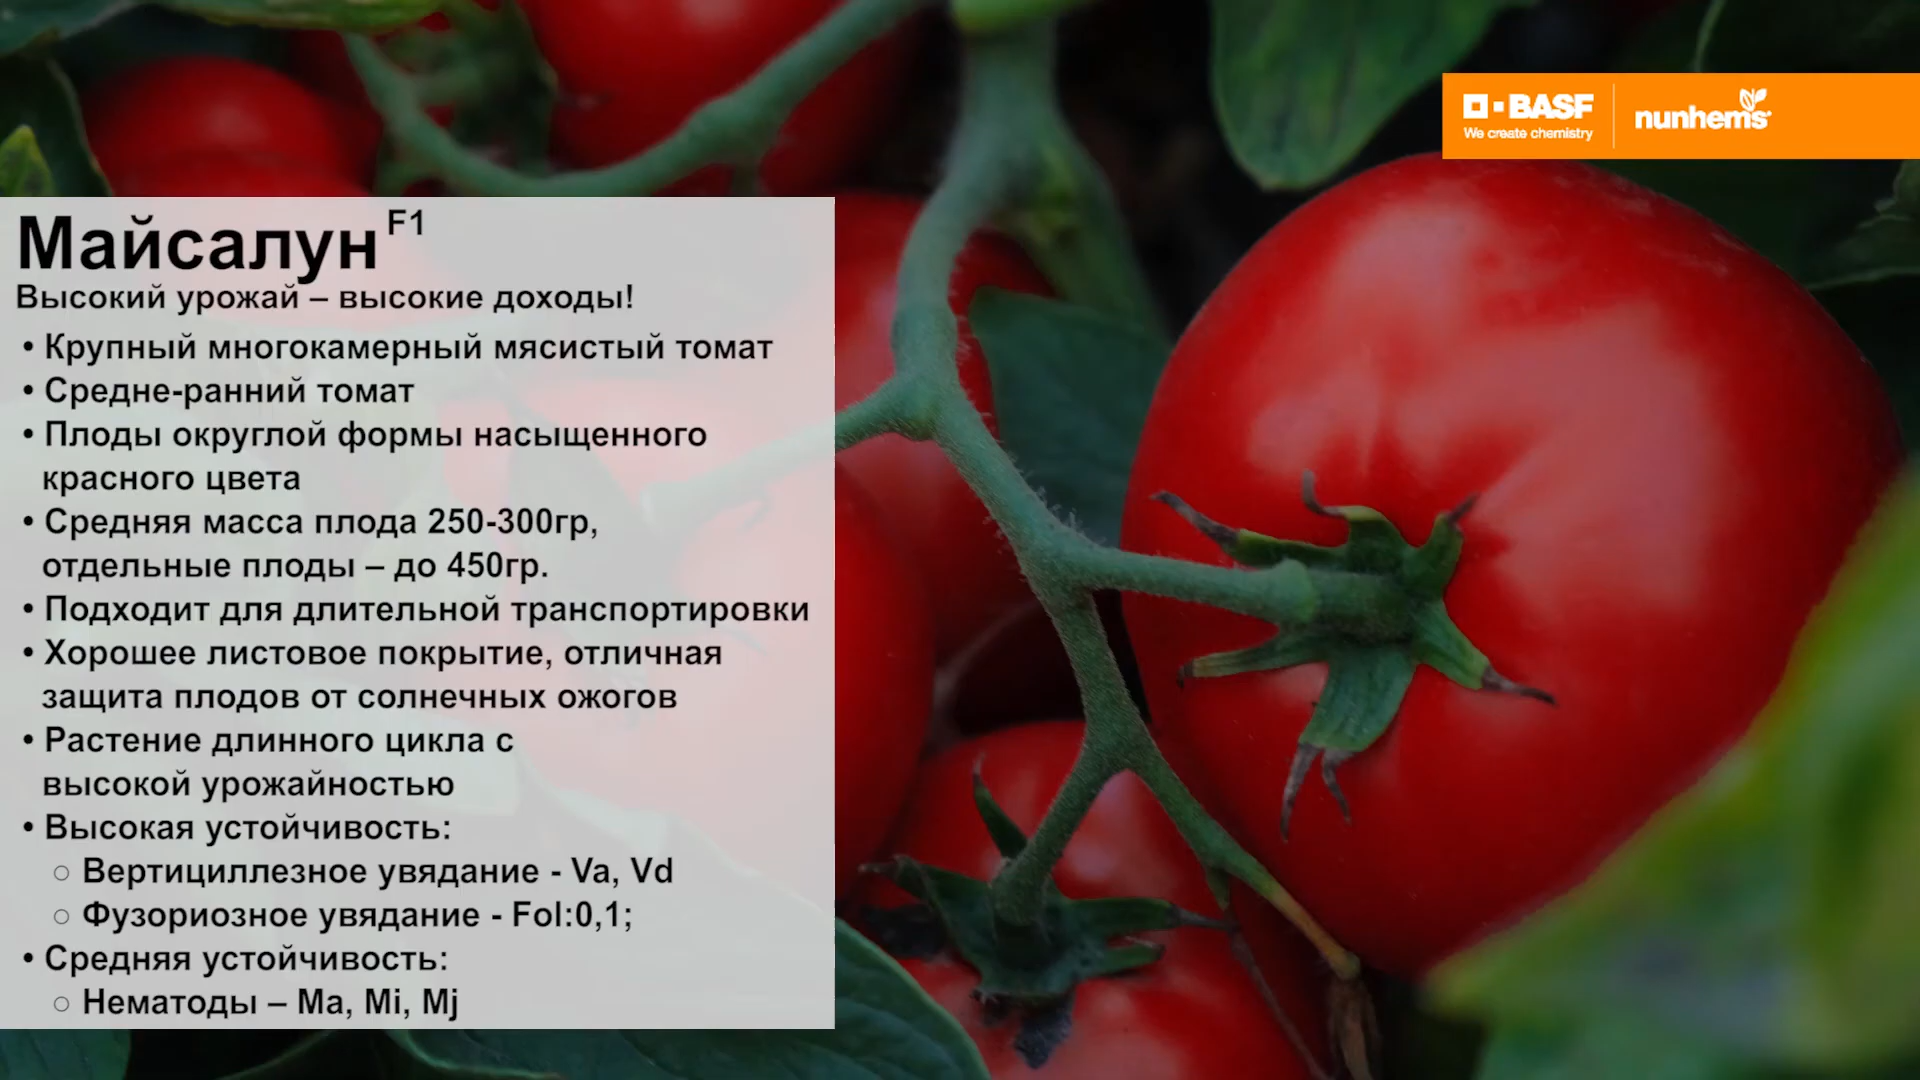 BASF
We create chemistry
nunhems
Майсалун F1
Высокий урожай – высокие доходы!
• Крупный многокамерный мясистый томат
• Средне-ранний томат
• Плоды округлой формы насыщенного
красного цвета
• Средняя масса плода 250-300гр,
отдельные плоды – до 450гр.
• Подходит для длительной транспортировки
• Хорошее листовое покрытие, отличная
защита плодов от солнечных ожогов
• Растение длинного цикла с
высокой урожайностью
• Высокая устойчивость:
○ Вертициллезное увядание - Va, Vd
○ Фузориозное увядание - Fol:0,1;
• Средняя устойчивость:
○ Нематоды – Ma, Mi, Mj